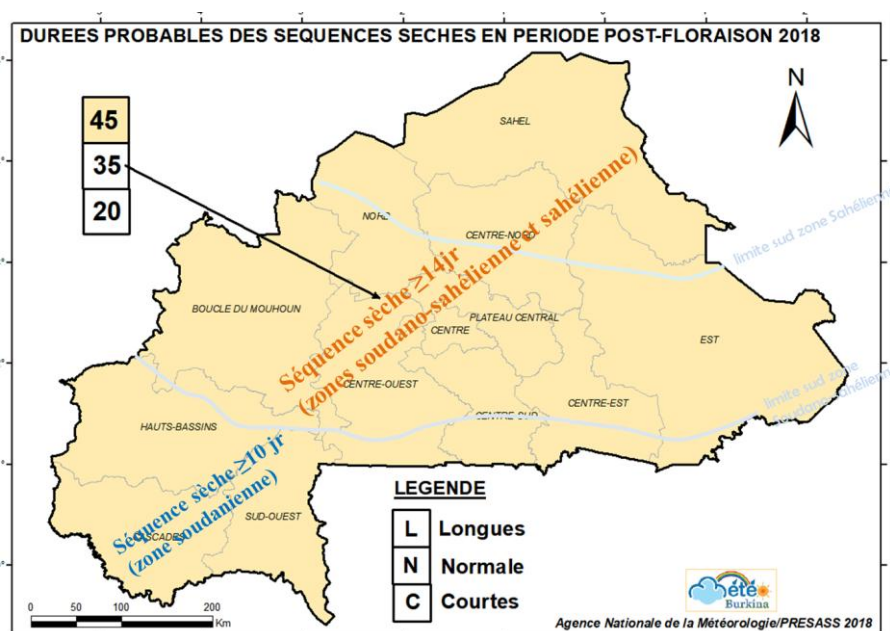 DUREES PROBABLES DES SEQUENCES SECHES EN PERIODE POST-FLORAISON 2018
N
45
35
20
SAHEL
NORD
CENTRE-NORD
limite sud zone Sahélienne
BOUCLE DU MOUHOUN
PLATEAU CENTRAL
CENTRE
EST
Séquence sèche ≥14jr
(zones soudano-sahélienne et sahélienne)
CENTRE-OUEST
CENTRE-EST
CENTRE-SUD
limite sud zone
Soudano-Sahélienne
HAUTS-BASSINS
Séquence sèche ≥10 jr
(zone soudanienne)
SUD-OUEST
CASCADES
LEGENDE
L Longues
N Normale
C Courtes
0 50 100 200
Km
Météo
Burkina
Agence Nationale de la Météorologie/PRESASS 2018